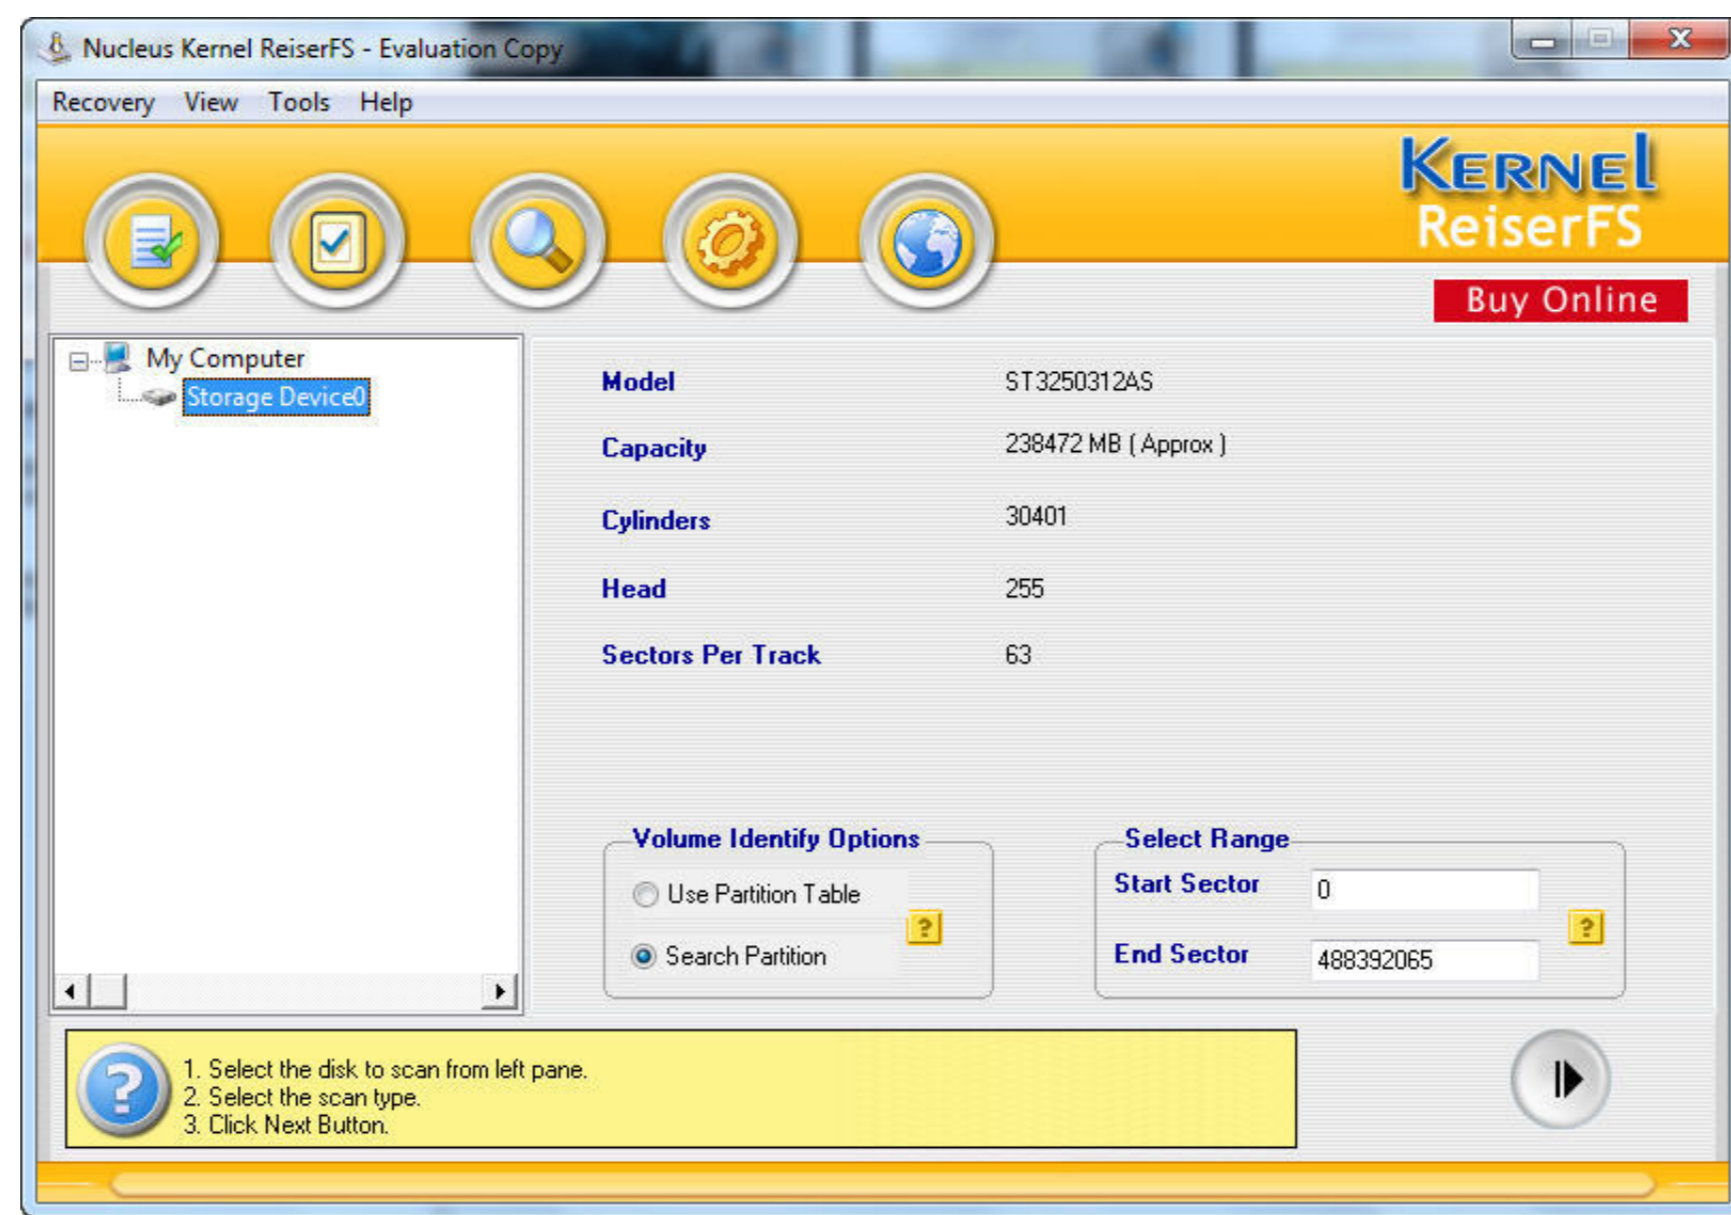 Nucleus Kernel ReiserFS - Evaluation Copy
Recovery View Tools Help
KERNEL
ReiserFS
Buy Online
My Computer
Storage Device0
Model ST3250312AS
Capacity 238472 MB ( Approx )
Cylinders 30401
Head 255
Sectors Per Track 63
Volume Identify Options
Use Partition Table
?
Search Partition
Select Range
Start Sector 0
?
End Sector 488392065
?
1. Select the disk to scan from left pane.
2. Select the scan type.
3. Click Next Button.